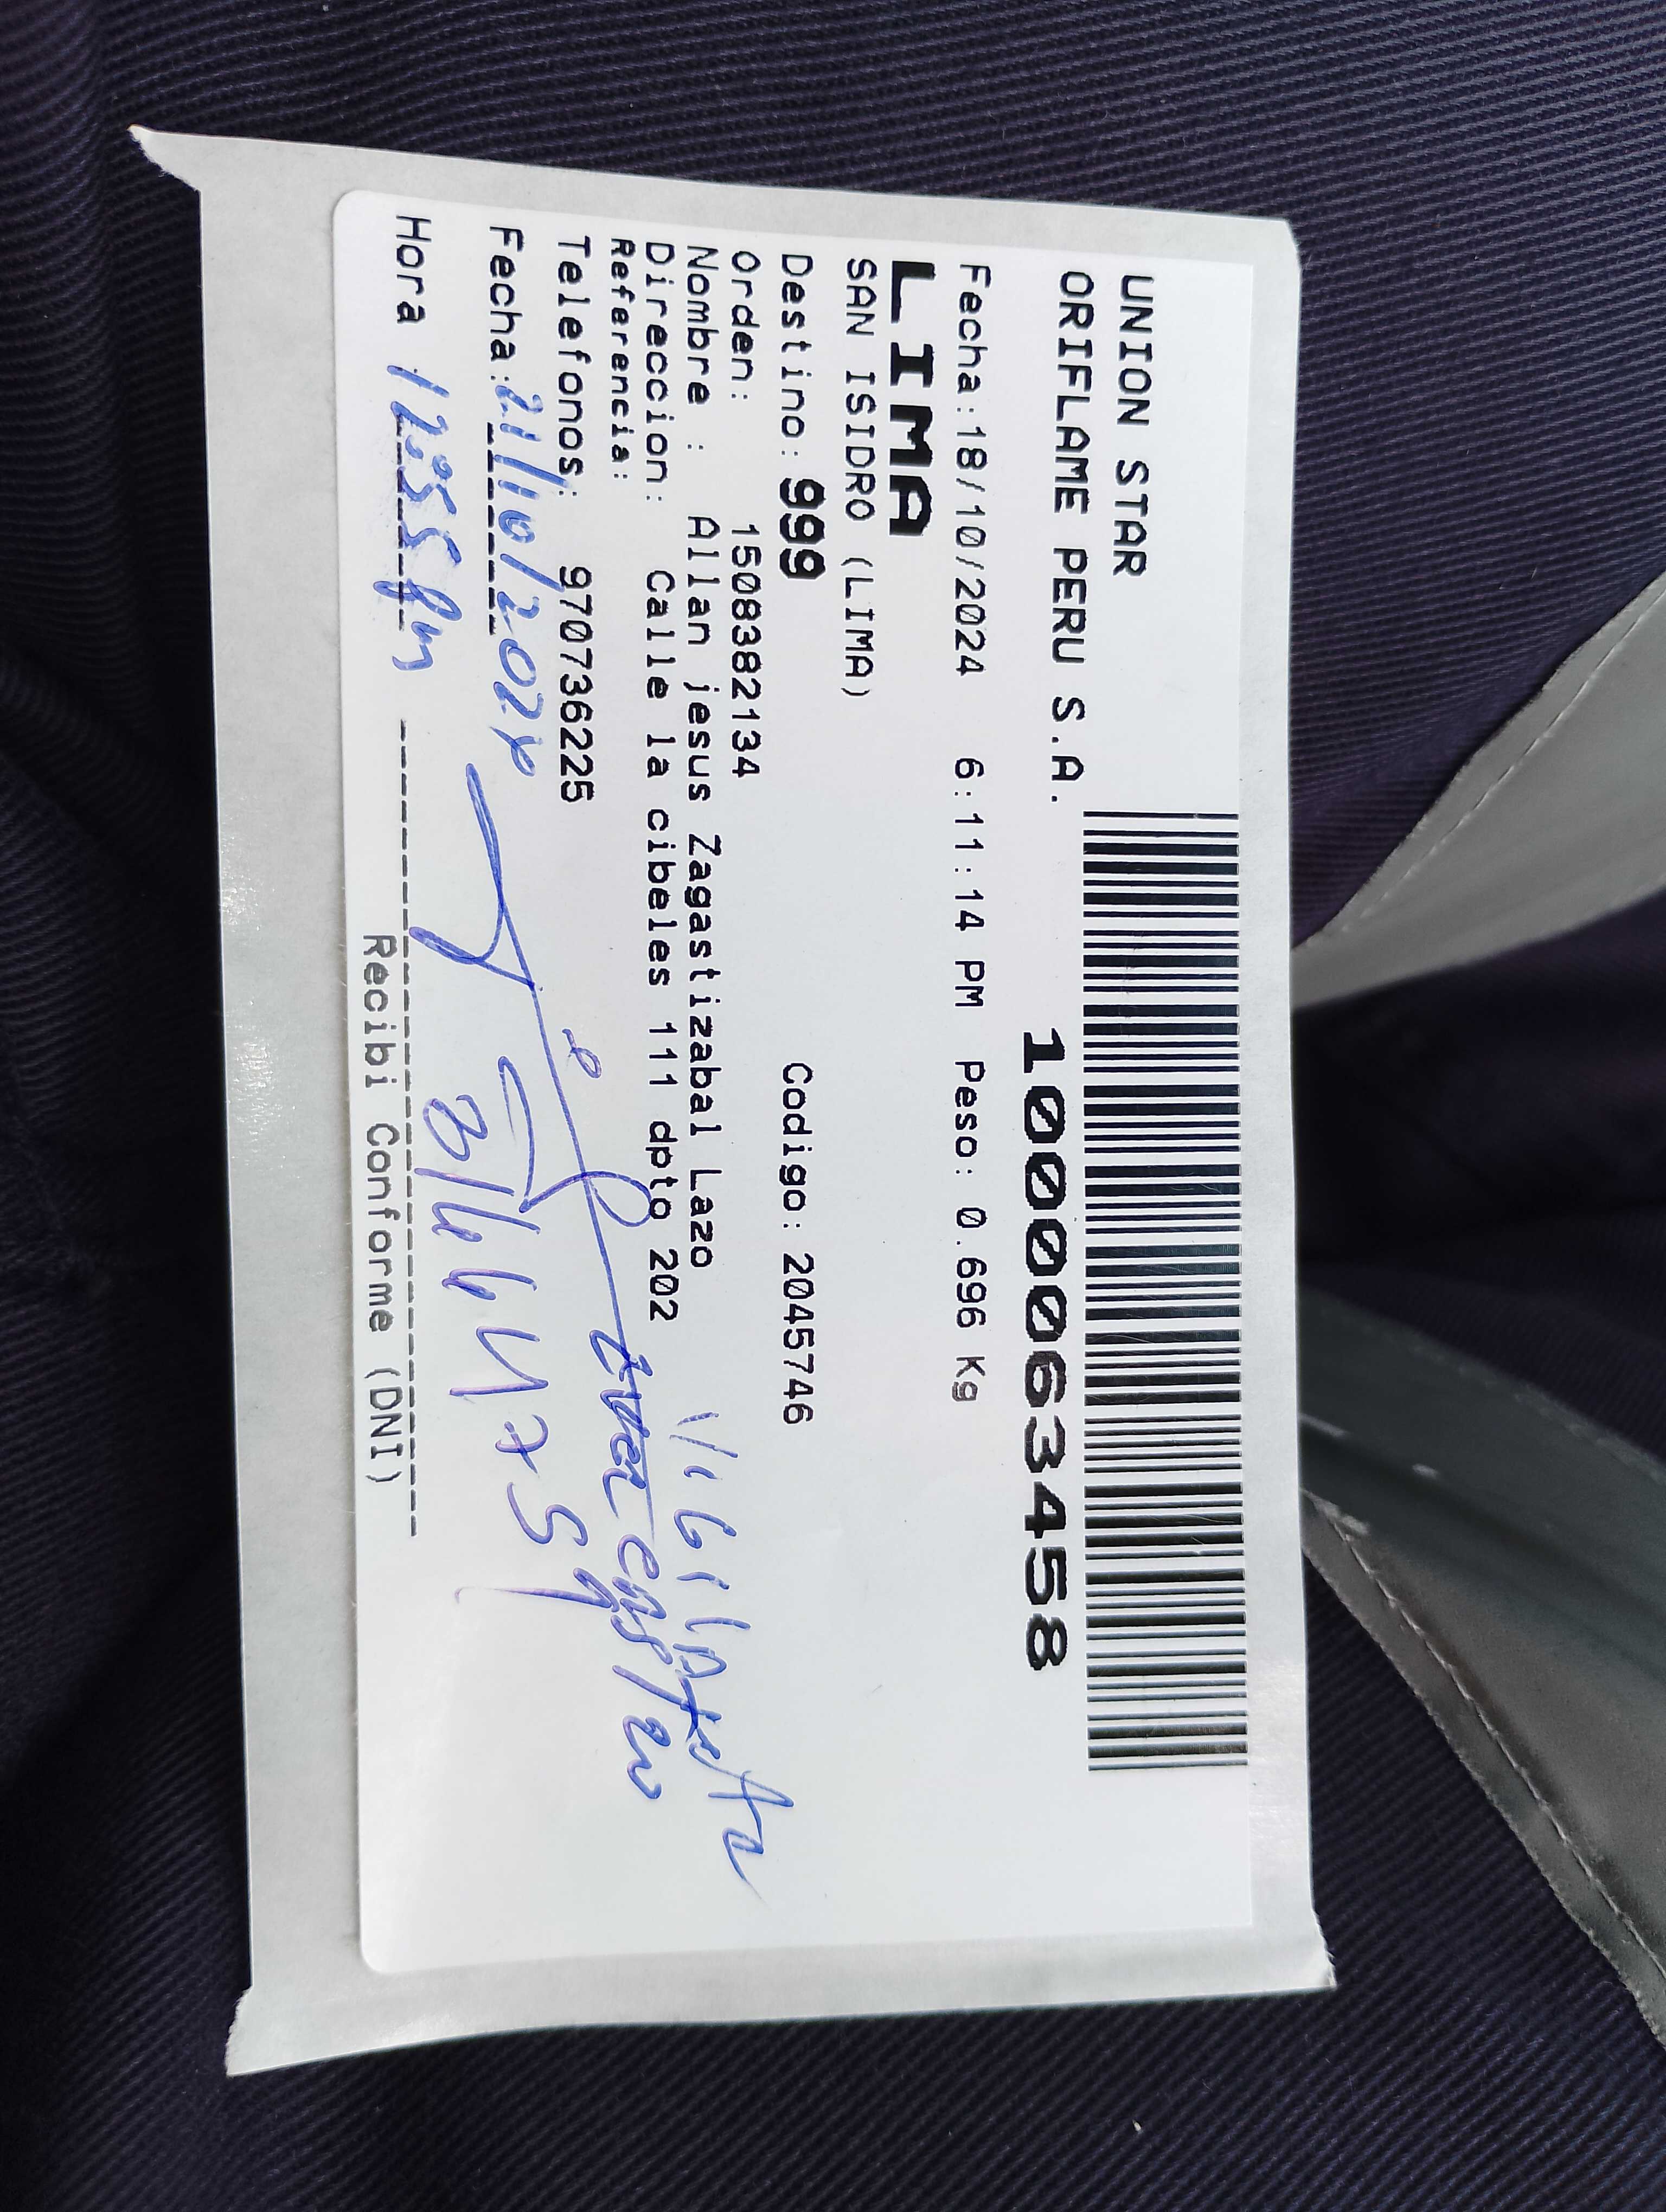 UNION STAR
ORIFLAME PERU S.A.
1000063458
Fecha:18/10/2024 6:11:14 PM Peso: 0.696 Kg
LIMA
SAN ISIDRO (LIMA)
Destino: 999 Codigo: 2045746
Orden: 1508382134
Nombre : Allan jesus Zagastizabal Lazo
Direccion: Calle la cibeles 111 dpto 202
Referencia:
Telefonos: 970736225
Fecha: 21/10/2024
Hora 12:55 pm
Recibi Conforme (DNI)